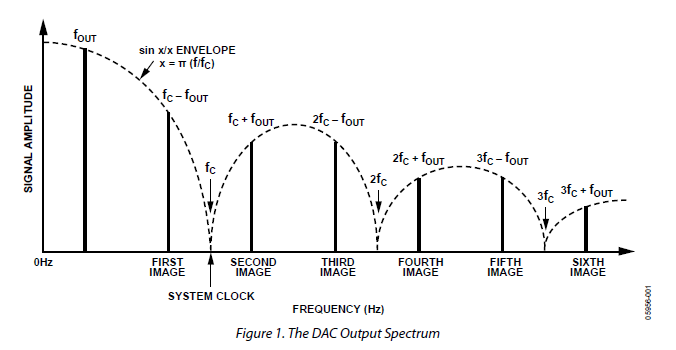 fOUT
sin x/x ENVELOPE
x = π (f/fC)
fC – fOUT
fC + fOUT
2fC – fOUT
fC
2fC + fOUT
3fC – fOUT
2fC
3fC
3fC + fOUT
SIGNAL AMPLITUDE
0Hz
FIRST
IMAGE
SECOND
IMAGE
THIRD
IMAGE
FOURTH
IMAGE
FIFTH
IMAGE
SIXTH
IMAGE
SYSTEM CLOCK
FREQUENCY (Hz)
05956-001
Figure 1. The DAC Output Spectrum